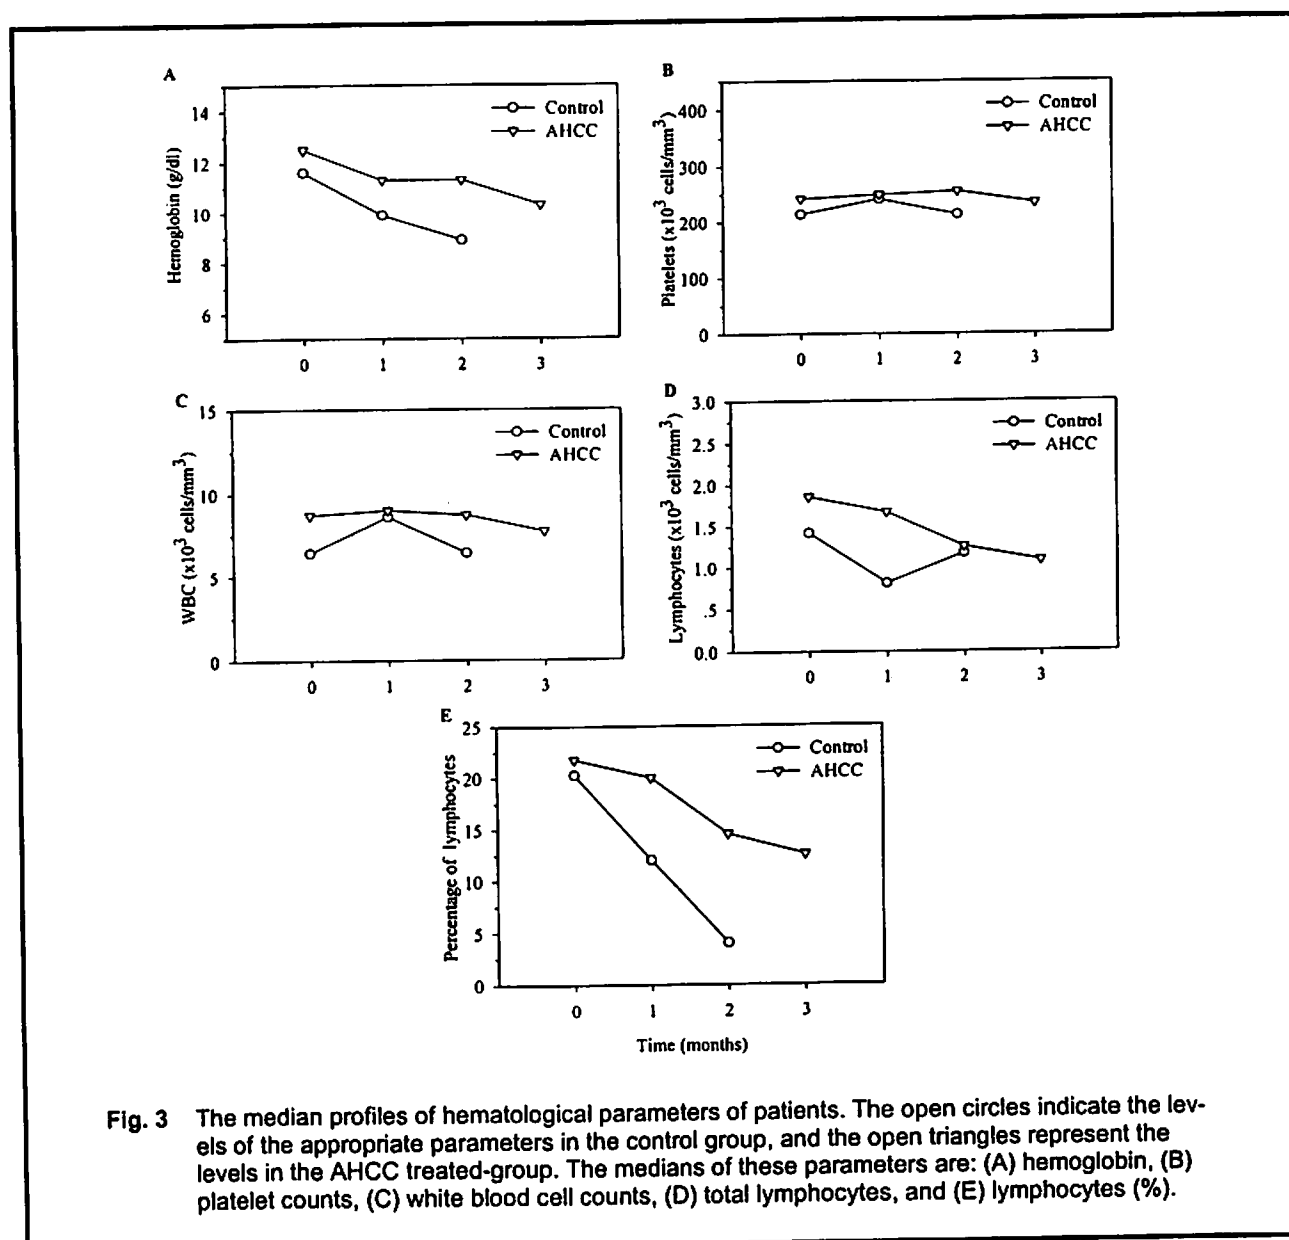 A
Hemoglobin (g/dl)
14
12
10
8
6
0 1 2 3
Control
AHCC
B
Platelets (x10³ cells/mm³)
400
300
200
100
0
0 1 2 3
Control
AHCC
C
WBC (x10³ cells/mm³)
15
10
5
0
0 1 2 3
Control
AHCC
D
Lymphocytes (x10³ cells/mm³)
3.0
2.5
2.0
1.5
1.0
.5
0.0
0 1 2 3
Control
AHCC
E
Percentage of lymphocytes
25
20
15
10
5
0
0 1 2 3
Time (months)
Control
AHCC
Fig. 3 The median profiles of hematological parameters of patients. The open circles indicate the lev-
els of the appropriate parameters in the control group, and the open triangles represent the
levels in the AHCC treated-group. The medians of these parameters are: (A) hemoglobin, (B)
platelet counts, (C) white blood cell counts, (D) total lymphocytes, and (E) lymphocytes (%).